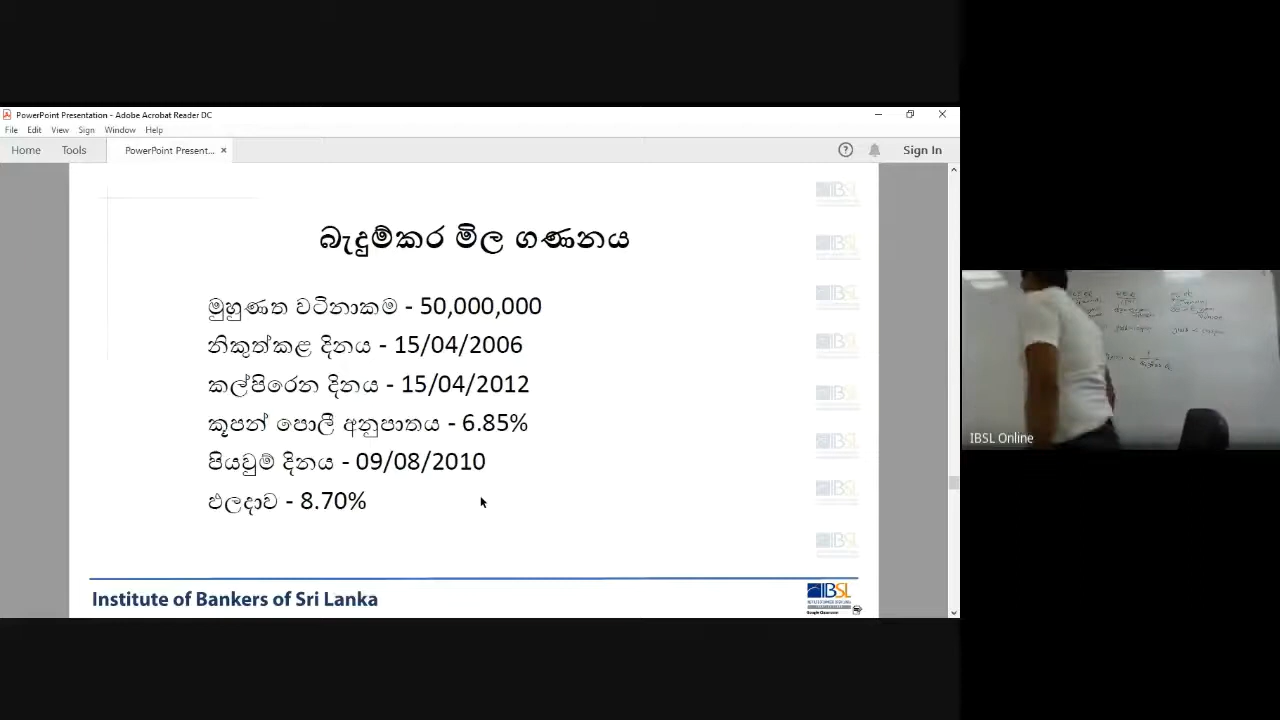 PowerPoint Presentation - Adobe Acrobat Reader DC
File Edit View Sign Window Help
Home Tools PowerPoint Present... × Sign In
බැඳුම්කර මිල ගණනය
මුහුණත වටිනාකම - 50,000,000
නිකුත්කළ දිනය - 15/04/2006
කල්පිරෙන දිනය - 15/04/2012
කූපන් පොලී අනුපාතය - 6.85%
පියවුම් දිනය - 09/08/2010
ඵලදාව - 8.70%
Institute of Bankers of Sri Lanka
IBSL
IBSL Online